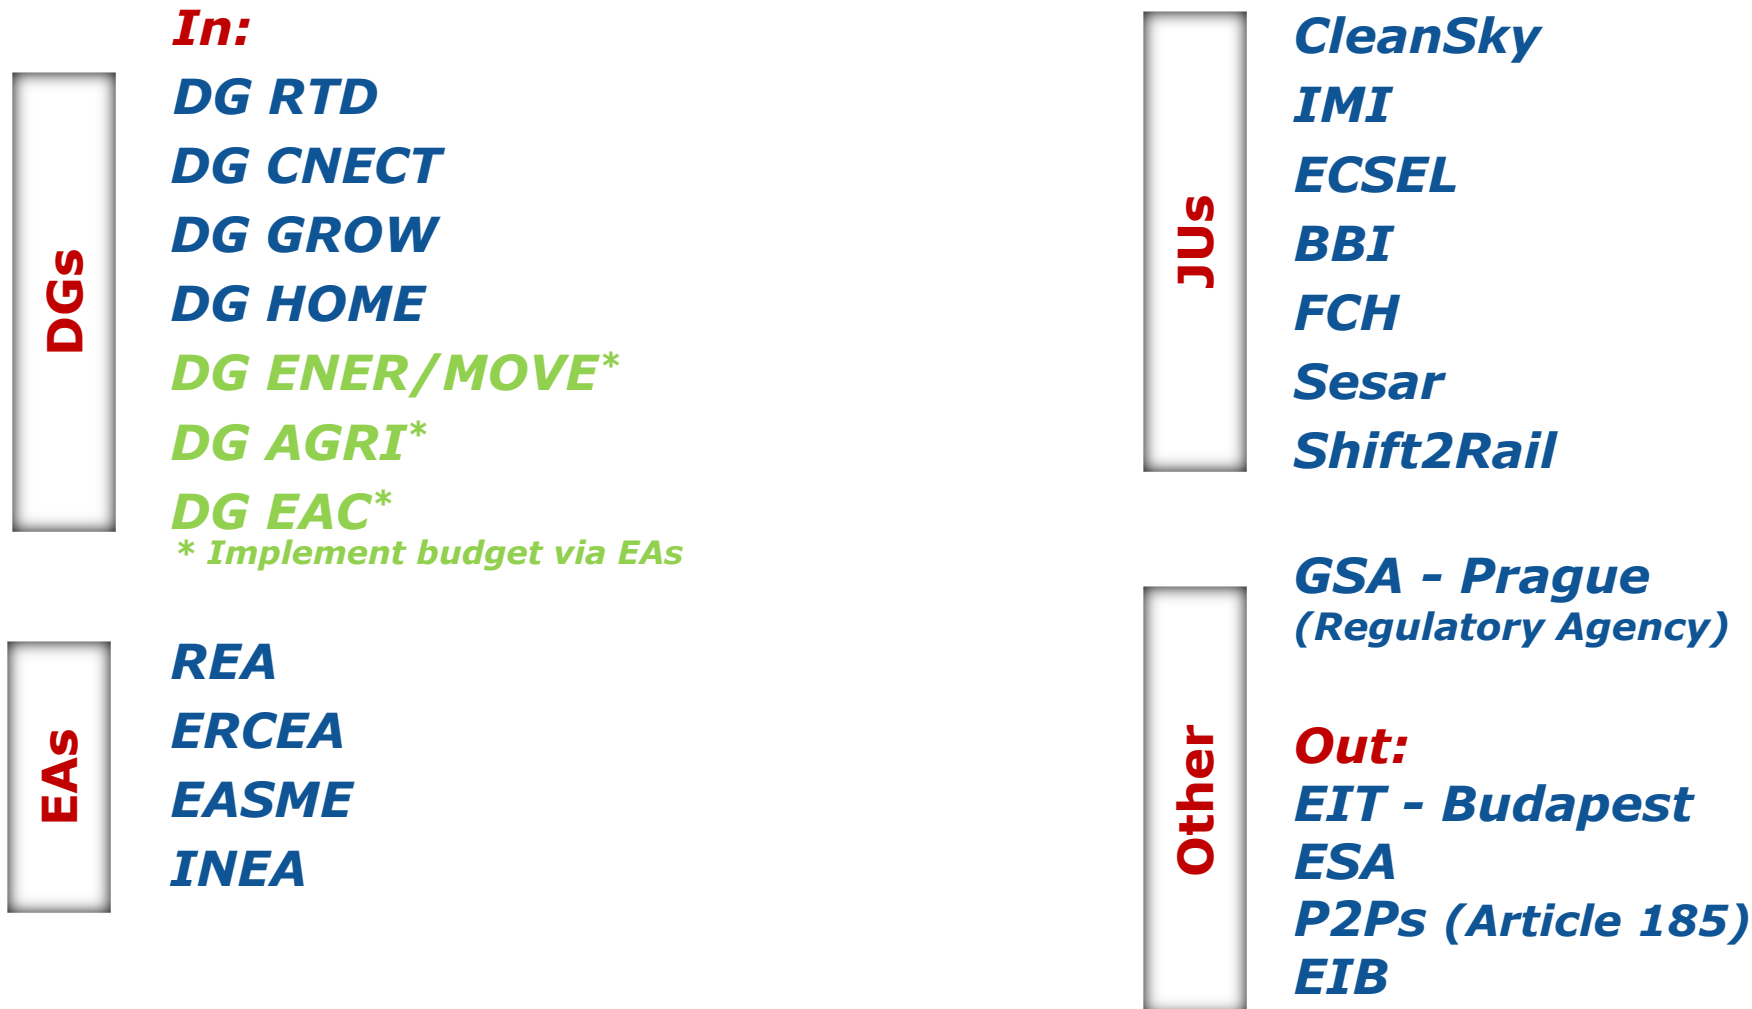 In:
DGs
DG RTD
DG CNECT
DG GROW
DG HOME
DG ENER/MOVE*
DG AGRI*
DG EAC*
* Implement budget via EAs
EAs
REA
ERCEA
EASME
INEA
JUs
CleanSky
IMI
ECSEL
BBI
FCH
Sesar
Shift2Rail
Other
GSA - Prague
(Regulatory Agency)
Out:
EIT - Budapest
ESA
P2Ps (Article 185)
EIB